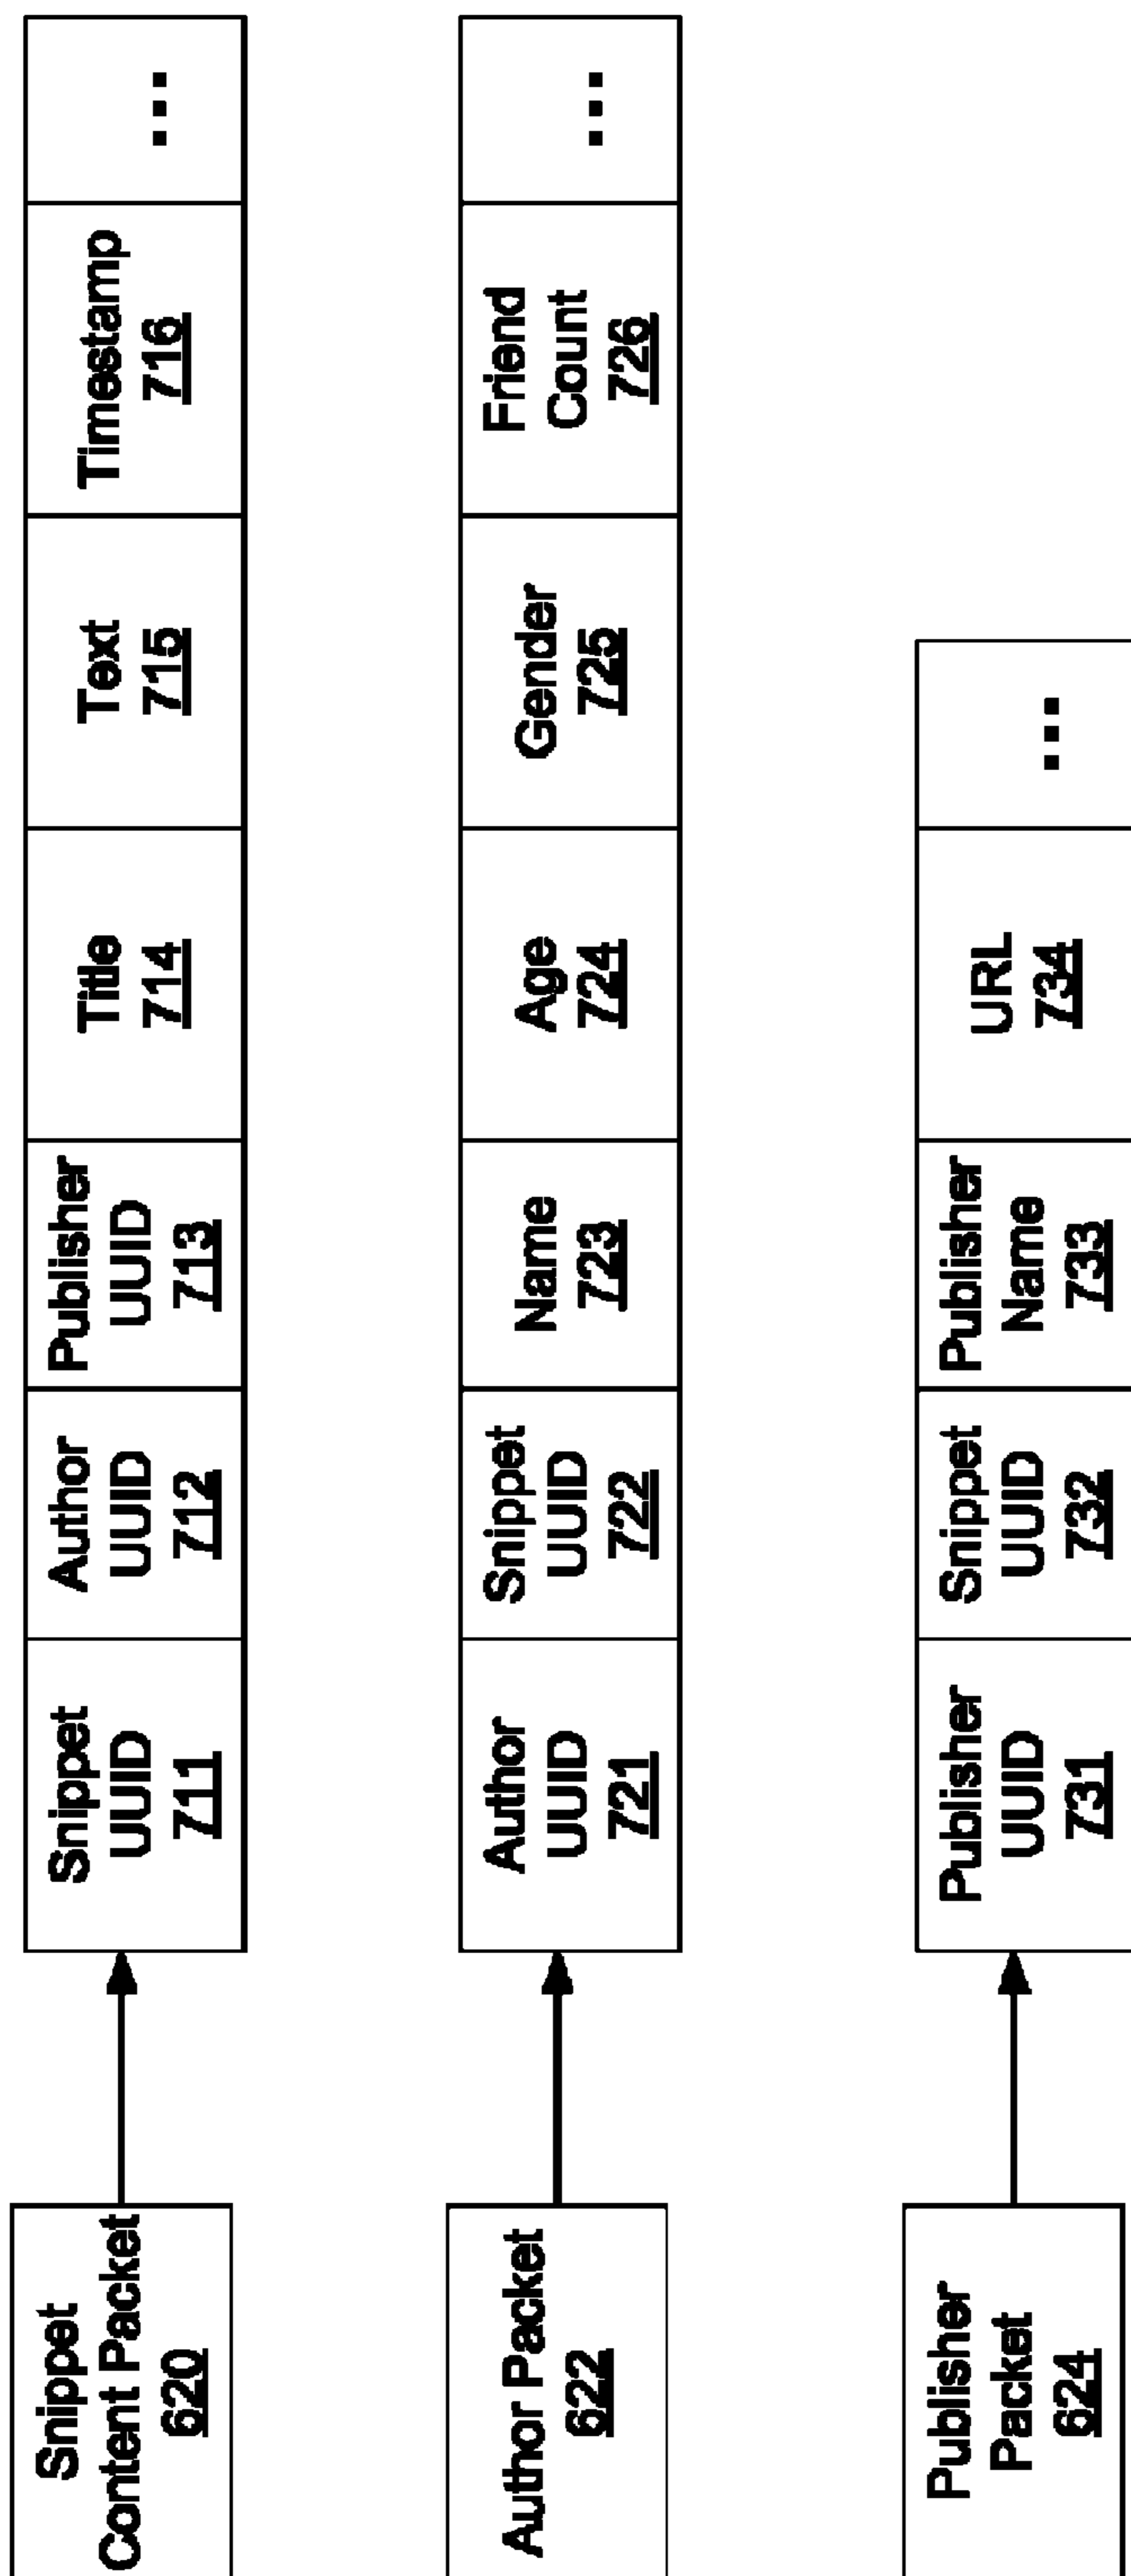 Snippet
Content Packet
620
Snippet
UUID
711
Author
UUID
712
Publisher
UUID
713
Title
714
Text
715
Timestamp
716
...
Author Packet
622
Author
UUID
721
Snippet
UUID
722
Name
723
Age
724
Gender
725
Friend
Count
726
...
Publisher
Packet
624
Publisher
UUID
731
Snippet
UUID
732
Publisher
Name
733
URL
734
...